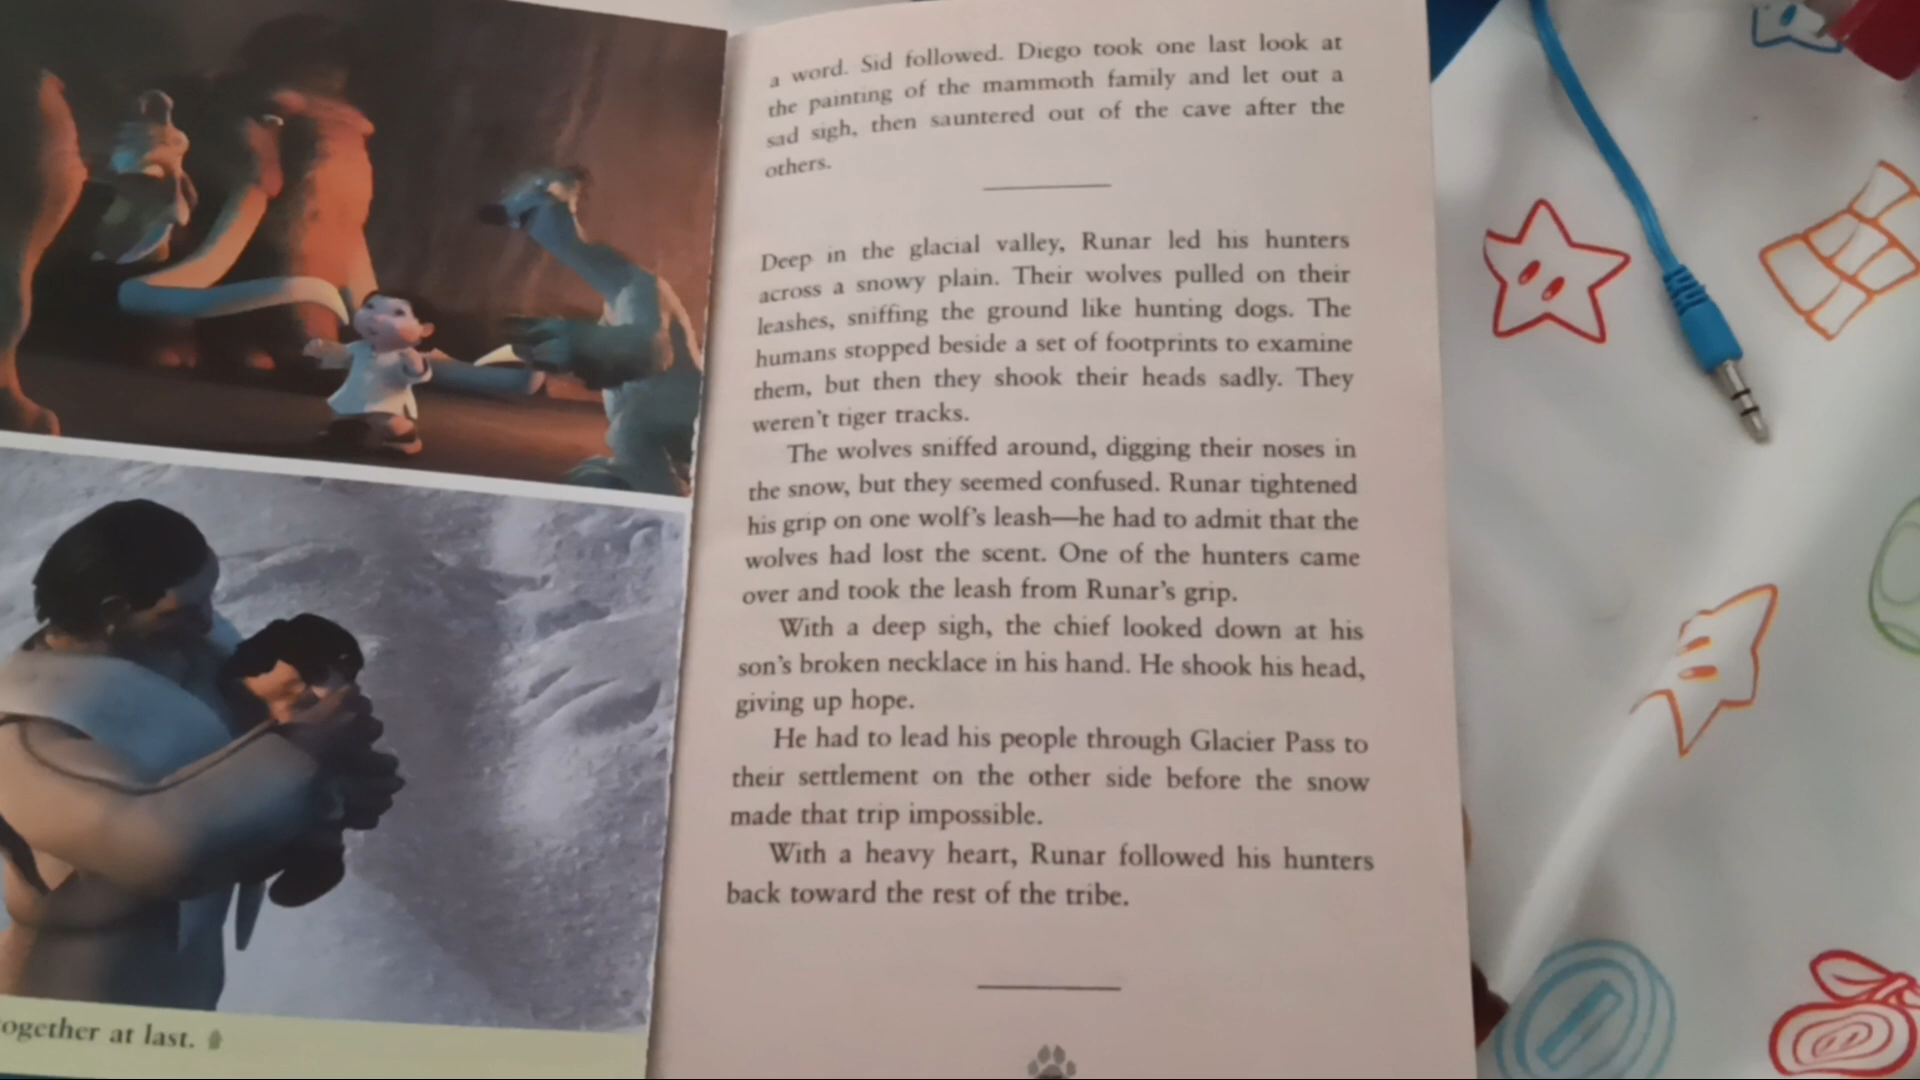 a word. Sid followed. Diego took one last look at
the painting of the mammoth family and let out a
sad sigh, then sauntered out of the cave after the
others.
Deep in the glacial valley, Runar led his hunters
across a snowy plain. Their wolves pulled on their
leashes, sniffing the ground like hunting dogs. The
humans stopped beside a set of footprints to examine
them, but then they shook their heads sadly. They
weren't tiger tracks.
The wolves sniffed around, digging their noses in
the snow, but they seemed confused. Runar tightened
his grip on one wolf's leash—he had to admit that the
wolves had lost the scent. One of the hunters came
over and took the leash from Runar's grip.
With a deep sigh, the chief looked down at his
son's broken necklace in his hand. He shook his head,
giving up hope.
He had to lead his people through Glacier Pass to
their settlement on the other side before the snow
made that trip impossible.
With a heavy heart, Runar followed his hunters
back toward the rest of the tribe.
ogether at last.